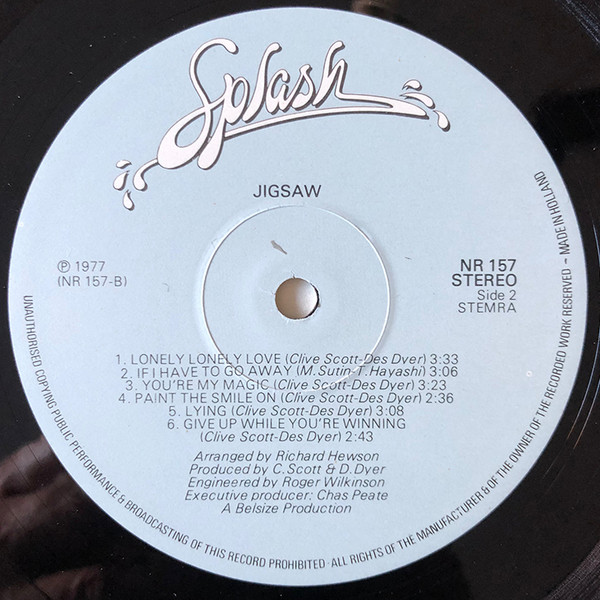 Splash
JIGSAW
℗ 1977
(NR 157-B)
NR 157
STEREO
Side 2
STEMRA
1. LONELY LONELY LOVE (Clive Scott-Des Dyer) 3:33
2. IF I HAVE TO GO AWAY (M.Sutin-T.Hayashi) 3:06
3. YOU'RE MY MAGIC (Clive Scott-Des Dyer) 3:23
4. PAINT THE SMILE ON (Clive Scott-Des Dyer) 2:36
5. LYING (Clive Scott-Des Dyer) 3:08
6. GIVE UP WHILE YOU'RE WINNING
(Clive Scott-Des Dyer) 2:43
Arranged by Richard Hewson
Produced by C.Scott & D.Dyer
Engineered by Roger Wilkinson
Executive producer: Chas Peate
A Belsize Production
UNAUTHORISED COPYING PUBLIC PERFORMANCE & BROADCASTING OF THIS RECORD PROHIBITED · ALL RIGHTS OF THE MANUFACTURER & OF THE OWNER OF THE RECORDED WORK RESERVED – MADE IN HOLLAND